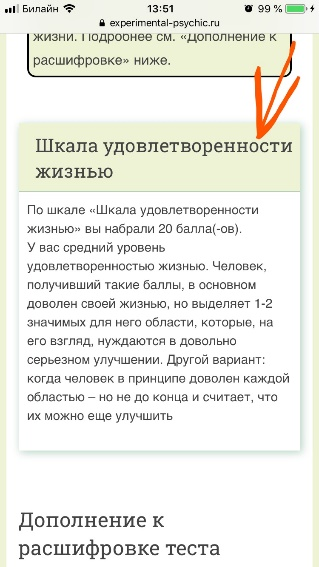 Билайн 13:51 99 %
experimental-psychic.ru
жизни. Подробнее см. «Дополнение к
расшифровке» ниже.
Шкала удовлетворенности
жизнью
По шкале «Шкала удовлетворенности
жизнью» вы набрали 20 балла(-ов).
У вас средний уровень
удовлетворенностью жизнью. Человек,
получивший такие баллы, в основном
доволен своей жизнью, но выделяет 1-2
значимых для него области, которые, на
его взгляд, нуждаются в довольно
серьезном улучшении. Другой вариант:
когда человек в принципе доволен каждой
областью – но не до конца и считает, что
их можно еще улучшить
Дополнение к
расшифровке теста